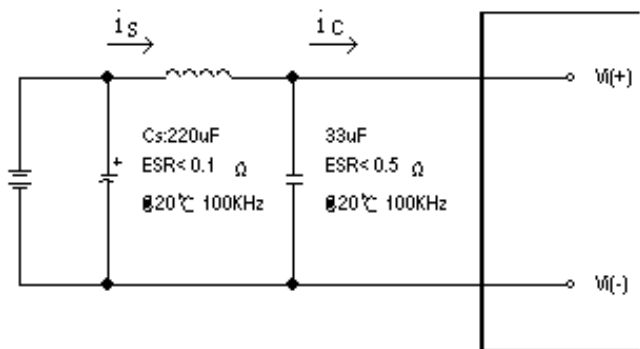 is
ic
Vi(+)
Cs:220uF
ESR<0.1 Ω
@20℃ 100KHz
33uF
ESR<0.5 Ω
@20℃ 100KHz
+
Vi(-)